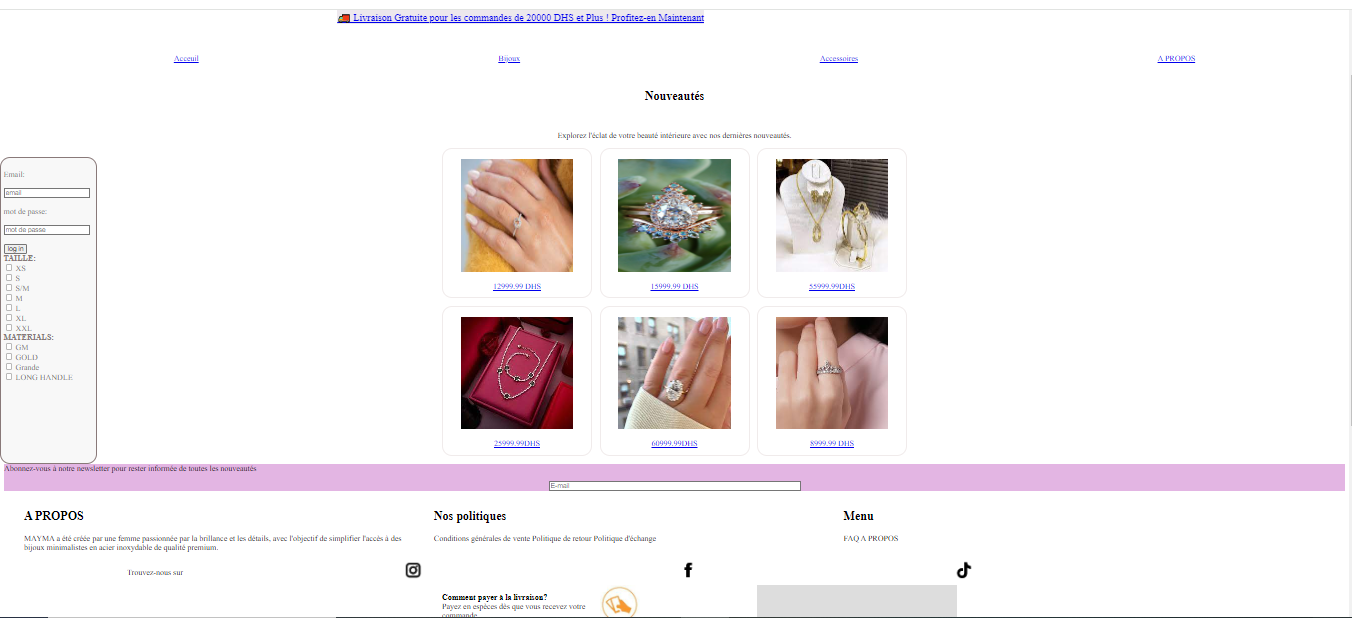 🚚 Livraison Gratuite pour les commandes de 20000 DHS et Plus ! Profitez-en Maintenant
Acceuil Bijoux Accessoires A PROPOS
Nouveautés
Explorez l'éclat de votre beauté intérieure avec nos dernières nouveautés.
Email:
email
mot de passe:
mot de passe
log in
TAILLE:
XS
S
S/M
M
L
XL
XXL
MATERIALS:
GM
GOLD
Grande
LONG HANDLE
12999.99 DHS 15999.99 DHS 55999.99DHS
25999.99DHS 60999.99DHS 8999.99 DHS
Abonnez-vous à notre newsletter pour rester informée de toutes les nouveautés
E-mail
A PROPOS
MAYMA a été créée par une femme passionnée par la brillance et les détails, avec l'objectif de simplifier l'accès à des
bijoux minimalistes en acier inoxydable de qualité premium.
Nos politiques
Conditions générales de vente Politique de retour Politique d'échange
Menu
FAQ A PROPOS
Trouvez-nous sur
Comment payer à la livraison?
Payez en espèces dès que vous recevez votre
commande